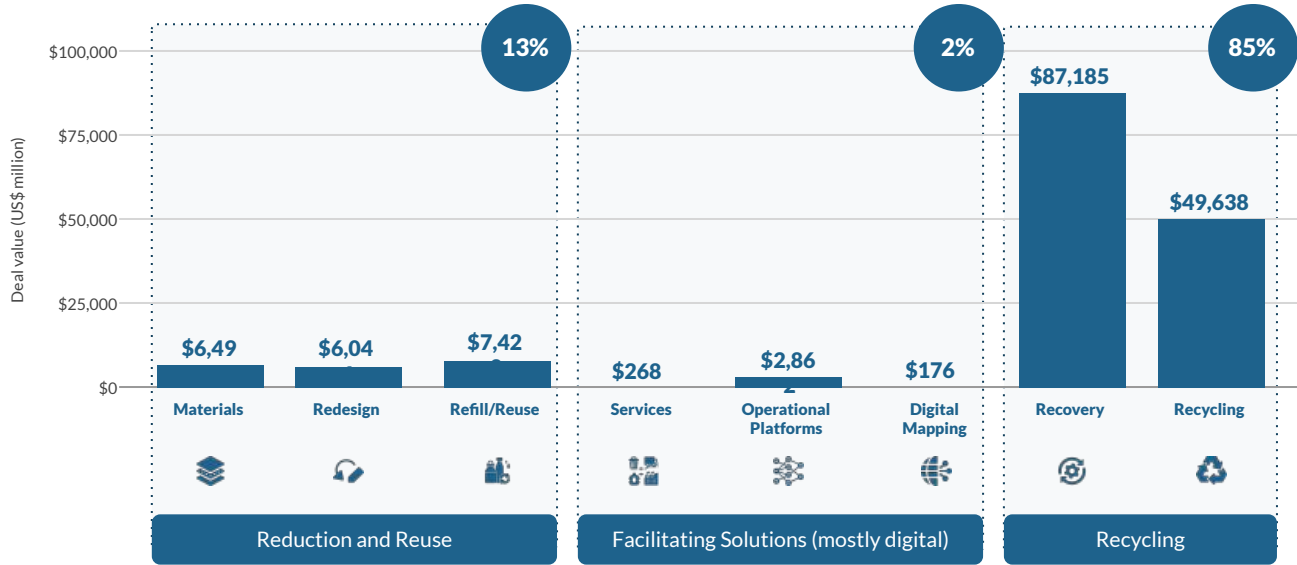 13%
2%
85%
$100,000
$75,000
$50,000
$25,000
$0
Deal value (US$ million)
$6,49
$6,04
$7,42
$268
$2,86
2
$176
$87,185
$49,638
Materials
Redesign
Refill/Reuse
Services
Operational
Platforms
Digital
Mapping
Recovery
Recycling
Reduction and Reuse
Facilitating Solutions (mostly digital)
Recycling